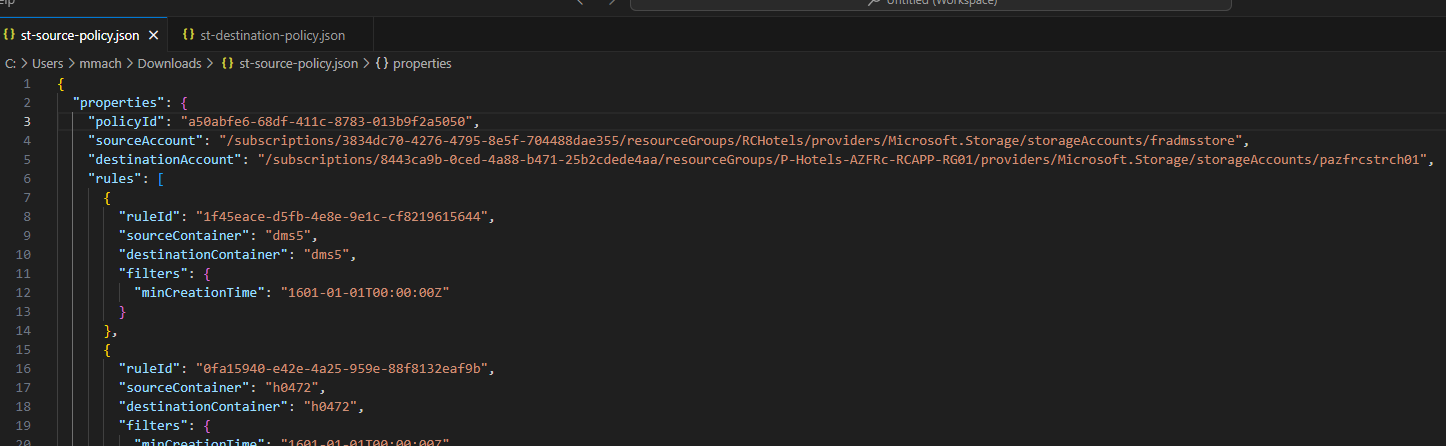 elp
Untitled (Workspace)
{} st-source-policy.json ✕ {} st-destination-policy.json
C: > Users > mmach > Downloads > {} st-source-policy.json > {} properties
1 {
2 "properties": {
3 "policyId": "a50abfe6-68df-411c-8783-013b9f2a5050",
4 "sourceAccount": "/subscriptions/3834dc70-4276-4795-8e5f-704488dae355/resourceGroups/RCHotels/providers/Microsoft.Storage/storageAccounts/fradmsstore",
5 "destinationAccount": "/subscriptions/8443ca9b-0ced-4a88-b471-25b2cdede4aa/resourceGroups/P-Hotels-AZFRc-RCAPP-RG01/providers/Microsoft.Storage/storageAccounts/pazfrcstrch01",
6 "rules": [
7 {
8 "ruleId": "1f45eace-d5fb-4e8e-9e1c-cf8219615644",
9 "sourceContainer": "dms5",
10 "destinationContainer": "dms5",
11 "filters": {
12 "minCreationTime": "1601-01-01T00:00:00Z"
13 }
14 },
15 {
16 "ruleId": "0fa15940-e42e-4a25-959e-88f8132eaf9b",
17 "sourceContainer": "h0472",
18 "destinationContainer": "h0472",
19 "filters": {
20 "minCreationTime": "1601-01-01T00:00:00Z"